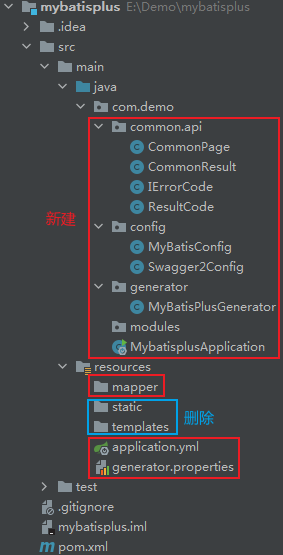 mybatisplus E:\Demo\mybatisplus
.idea
src
main
java
com.demo
common.api
CommonPage
CommonResult
IErrorCode
ResultCode
新建
config
MyBatisConfig
Swagger2Config
generator
MyBatisPlusGenerator
modules
MybatisplusApplication
resources
mapper
static
templates
删除
application.yml
generator.properties
test
.gitignore
mybatisplus.iml
pom.xml